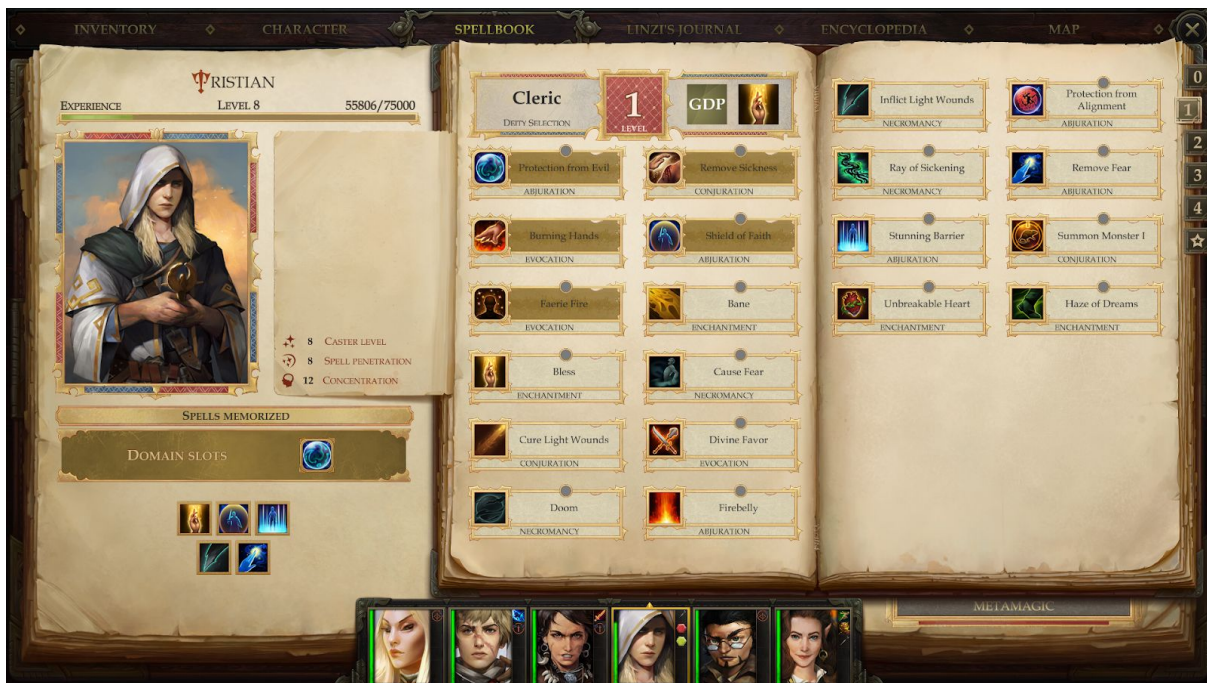 INVENTORY
CHARACTER
SPELLBOOK
LINZI'S JOURNAL
ENCYCLOPEDIA
MAP
TRISTIAN
EXPERIENCE
LEVEL 8
55806/75000
8 CASTER LEVEL
8 SPELL PENETRATION
12 CONCENTRATION
SPELLS MEMORIZED
DOMAIN SLOTS
Cleric
DEITY SELECTION
1
LEVEL
GDP
Protection from Evil
ABJURATION
Remove Sickness
CONJURATION
Burning Hands
EVOCATION
Shield of Faith
ABJURATION
Faerie Fire
EVOCATION
Bane
ENCHANTMENT
Bless
ENCHANTMENT
Cause Fear
NECROMANCY
Cure Light Wounds
CONJURATION
Divine Favor
EVOCATION
Doom
NECROMANCY
Firebelly
ABJURATION
Inflict Light Wounds
NECROMANCY
Protection from
Alignment
ABJURATION
Ray of Sickening
NECROMANCY
Remove Fear
ABJURATION
Stunning Barrier
ABJURATION
Summon Monster I
CONJURATION
Unbreakable Heart
ENCHANTMENT
Haze of Dreams
ENCHANTMENT
0
1
2
3
4
METAMAGIC